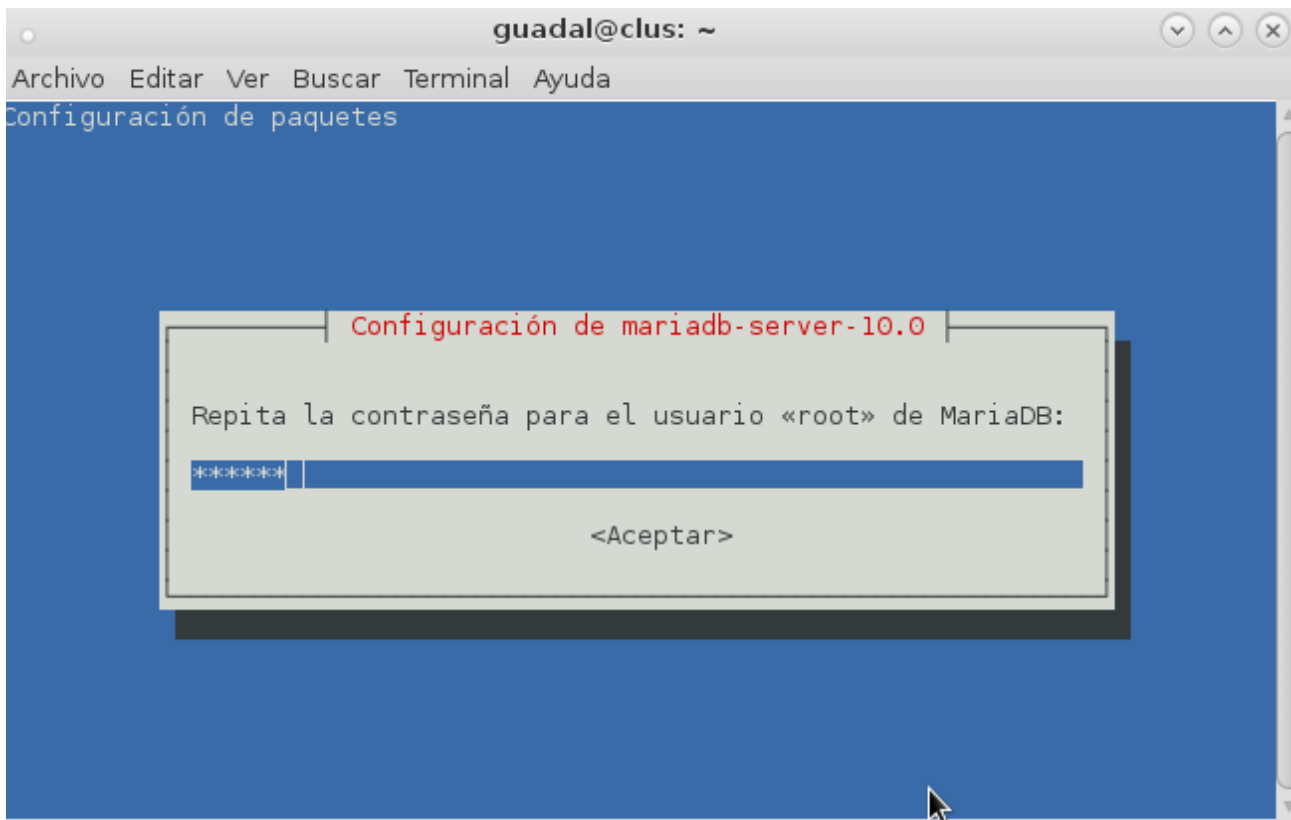 guadal@clus: ~
Archivo Editar Ver Buscar Terminal Ayuda
Configuración de paquetes
Configuración de mariadb-server-10.0
Repita la contraseña para el usuario «root» de MariaDB:
******
<Aceptar>